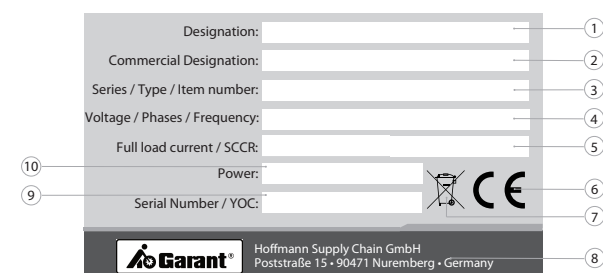 Designation: 1
Commercial Designation: 2
Series / Type / Item number: 3
Voltage / Phases / Frequency: 4
Full load current / SCCR: 5
10 Power:
CE 6
9 Serial Number / YOC:
7
Garant®
Hoffmann Supply Chain GmbH
Poststraße 15 • 90471 Nuremberg • Germany 8